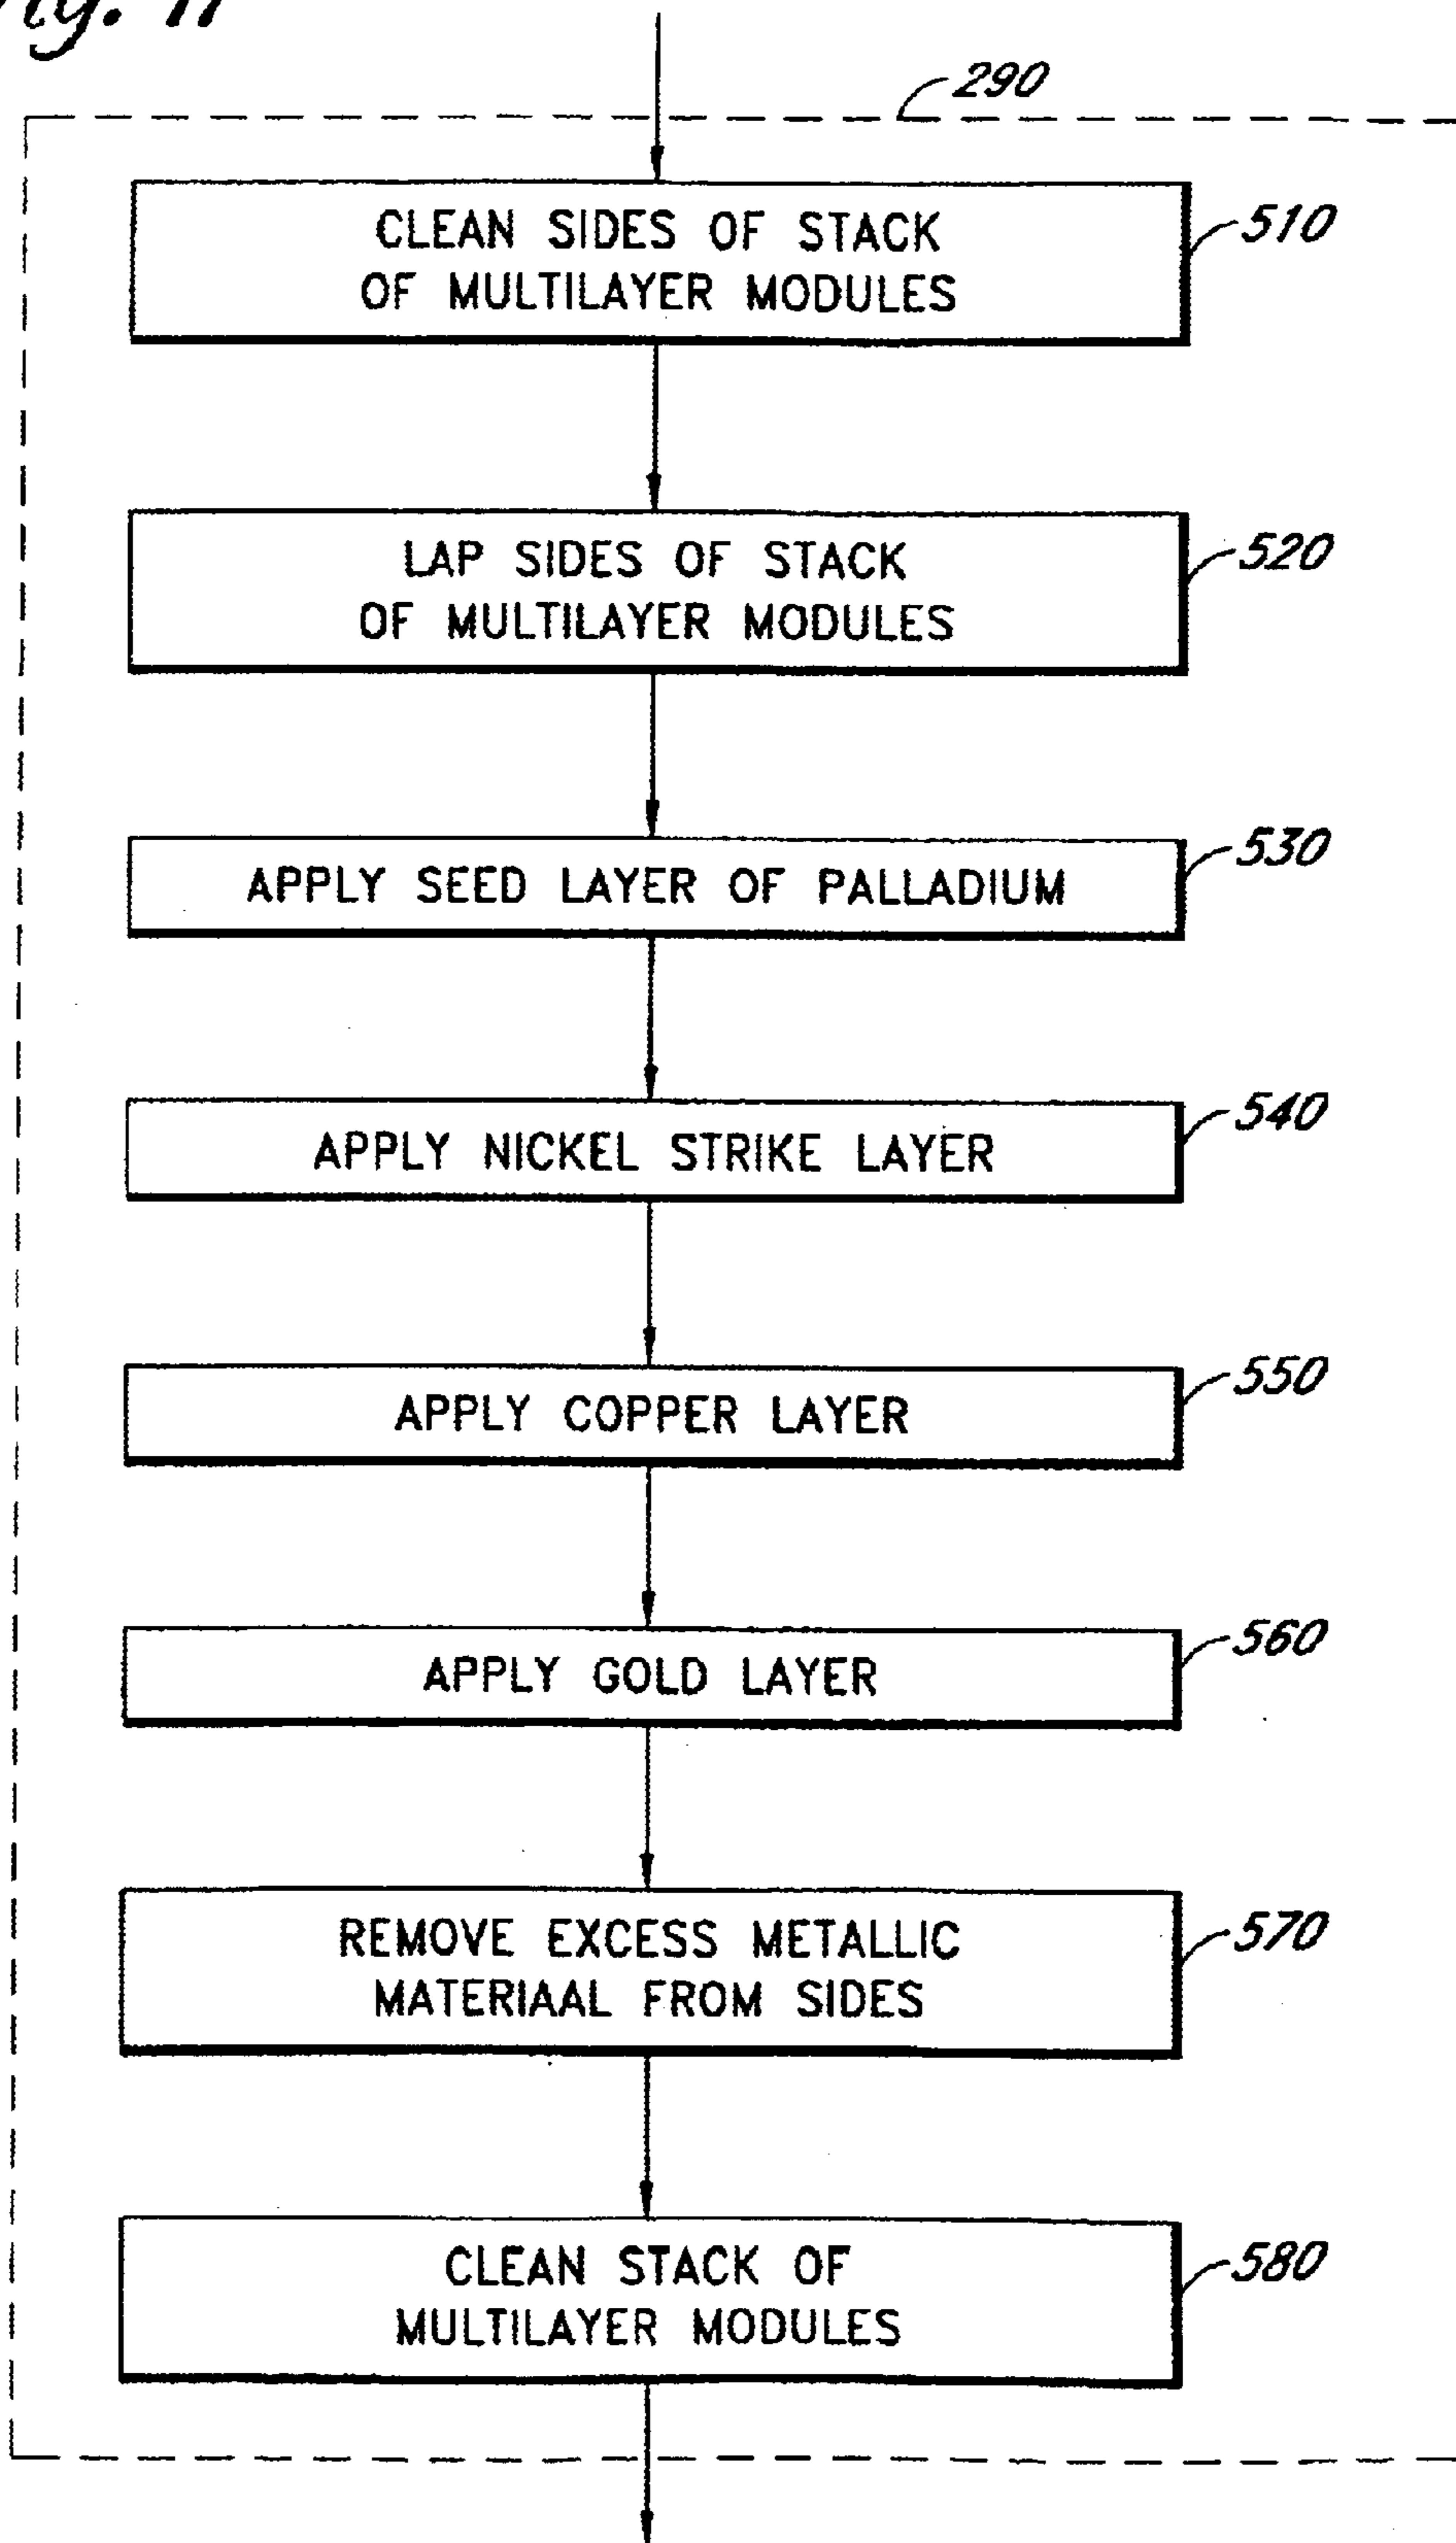 Fig. 11
290
CLEAN SIDES OF STACK
OF MULTILAYER MODULES
510
LAP SIDES OF STACK
OF MULTILAYER MODULES
520
APPLY SEED LAYER OF PALLADIUM
530
APPLY NICKEL STRIKE LAYER
540
APPLY COPPER LAYER
550
APPLY GOLD LAYER
560
REMOVE EXCESS METALLIC
MATERIAAL FROM SIDES
570
CLEAN STACK OF
MULTILAYER MODULES
580